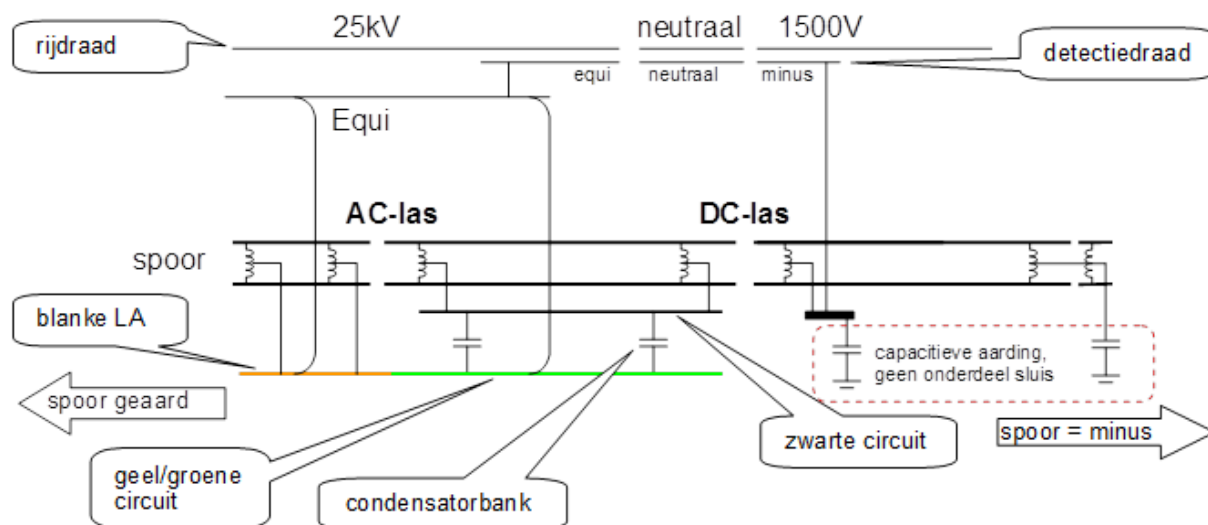 25kV neutraal 1500V
rijdraad
detectiedraad
equi neutraal minus
Equi
AC-las DC-las
spoor
blanke LA
capacitieve aarding,
geen onderdeel sluis
spoor geaard
zwarte circuit
spoor = minus
geel/groene
circuit
condensatorbank